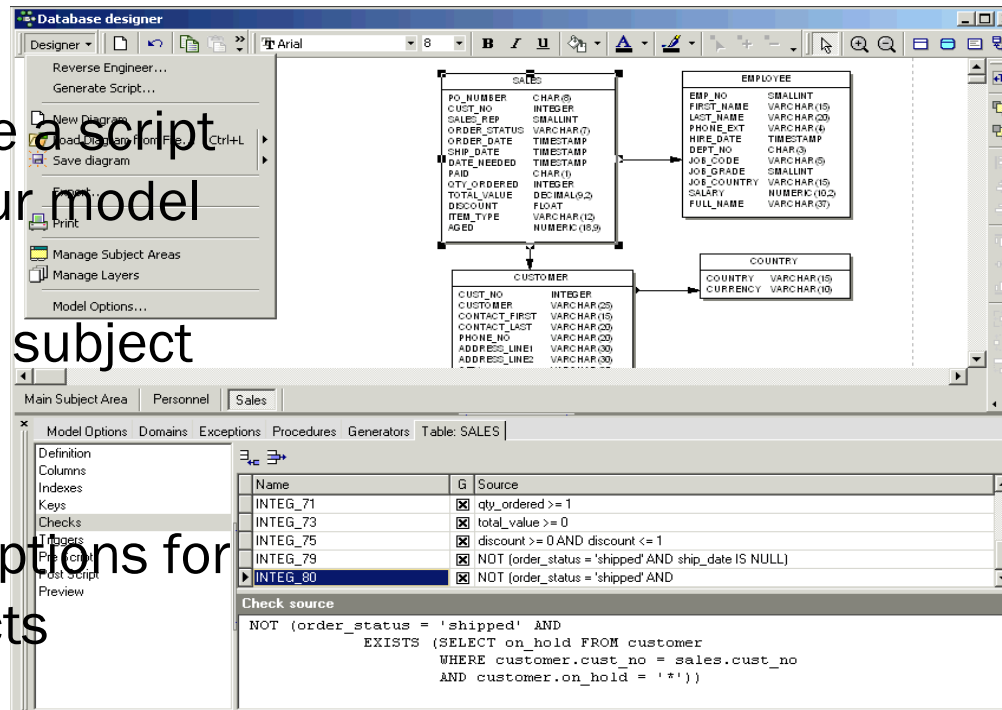 Database designer
Designer
Arial
8
B I U A
Reverse Engineer...
Generate Script...
New Diagram
Load Diagram from File... Ctrl+L
Save diagram
Export...
Print
Manage Subject Areas
Manage Layers
Model Options...
e a script
ur model
subject
ptions for
cts
SALES
PO_NUMBER CHAR(8)
CUST_NO INTEGER
SALES_REP SMALLINT
ORDER_STATUS VARCHAR(7)
ORDER_DATE TIMESTAMP
SHIP_DATE TIMESTAMP
DATE_NEEDED TIMESTAMP
PAID CHAR(1)
QTY_ORDERED INTEGER
TOTAL_VALUE DECIMAL(9,2)
DISCOUNT FLOAT
ITEM_TYPE VARCHAR(12)
AGED NUMERIC(18,9)
EMPLOYEE
EMP_NO SMALLINT
FIRST_NAME VARCHAR(15)
LAST_NAME VARCHAR(20)
PHONE_EXT VARCHAR(4)
HIRE_DATE TIMESTAMP
DEPT_NO CHAR(3)
JOB_CODE VARCHAR(5)
JOB_GRADE SMALLINT
JOB_COUNTRY VARCHAR(15)
SALARY NUMERIC(10,2)
FULL_NAME VARCHAR(37)
CUSTOMER
CUST_NO INTEGER
CUSTOMER VARCHAR(25)
CONTACT_FIRST VARCHAR(15)
CONTACT_LAST VARCHAR(20)
PHONE_NO VARCHAR(20)
ADDRESS_LINE1 VARCHAR(30)
ADDRESS_LINE2 VARCHAR(30)
COUNTRY
COUNTRY VARCHAR(15)
CURRENCY VARCHAR(10)
Main Subject Area Personnel Sales
Model Options Domains Exceptions Procedures Generators Table: SALES
Definition
Columns
Indexes
Keys
Checks
Triggers
Pre Script
Post Script
Preview
Name G Source
INTEG_71 qty_ordered >= 1
INTEG_73 total_value >= 0
INTEG_75 discount >= 0 AND discount <= 1
INTEG_79 NOT (order_status = 'shipped' AND ship_date IS NULL)
INTEG_80 NOT (order_status = 'shipped' AND
Check source
NOT (order_status = 'shipped' AND
EXISTS (SELECT on_hold FROM customer
WHERE customer.cust_no = sales.cust_no
AND customer.on_hold = '*'))